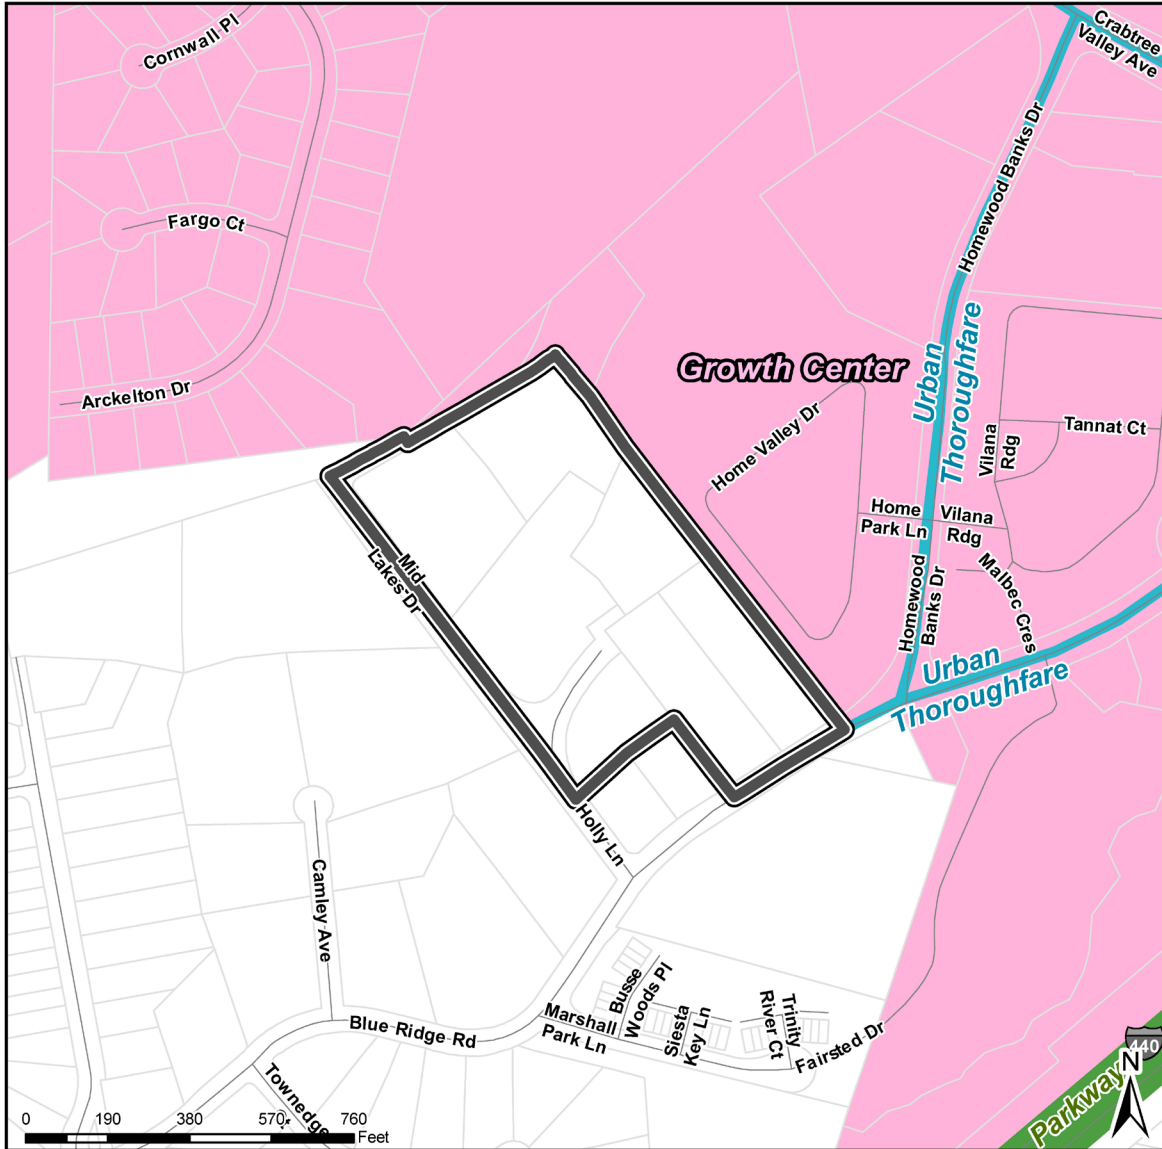 Cornwall Pl
Crabtree
Valley Ave
Homewood Banks Dr
Fargo Ct
Growth Center
Urban
Thoroughfare
Arckelton Dr
Home Valley Dr
Vilana
Rdg
Tannat Ct
Home
Park Ln
Vilana
Rdg
Mid
Lakes Dr
Homewood
Banks Dr
Malbec Cres
Urban
Thoroughfare
Holly Ln
Camley Ave
Busse
Woods Pl
Siesta
Key Ln
Trinity
River Ct
Marshall
Park Ln
Blue Ridge Rd
Fairsted Dr
Townedge
440
N
Parkway
0 190 380 570 760
Feet